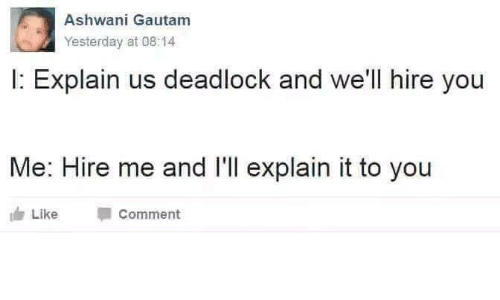 Ashwani Gautam
Yesterday at 08:14
I: Explain us deadlock and we'll hire you
Me: Hire me and I'll explain it to you
Like Comment